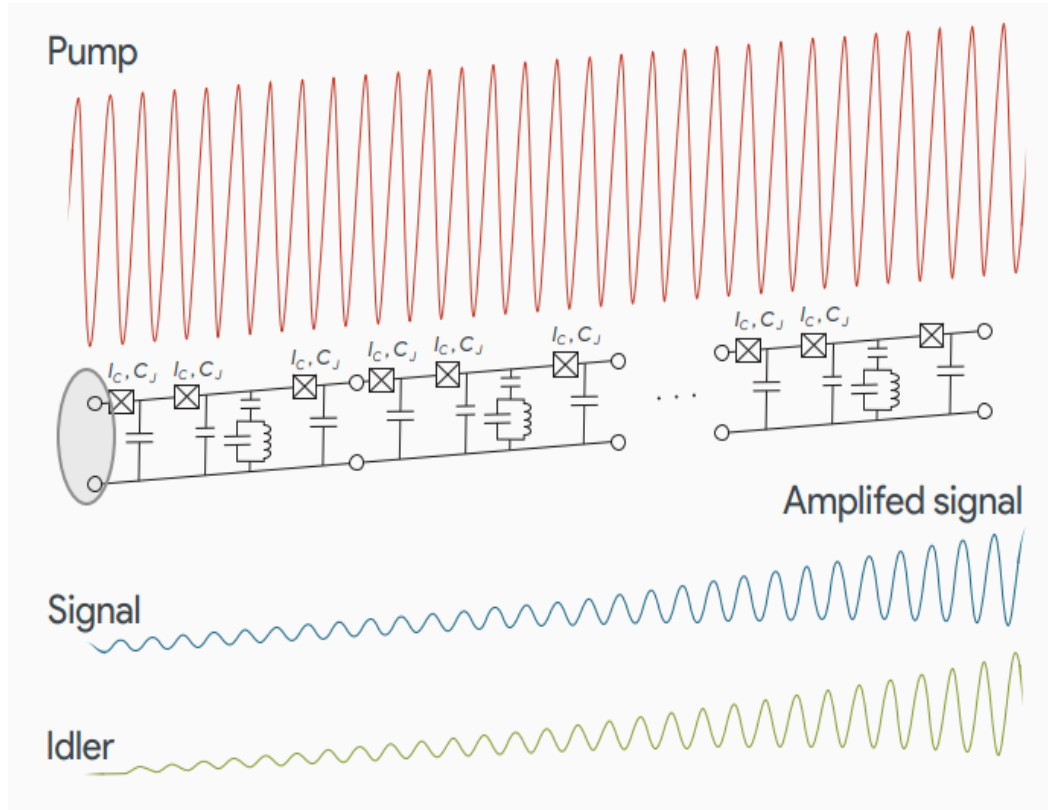 Pump
I_C, C_J I_C, C_J I_C, C_J I_C, C_J I_C, C_J I_C, C_J I_C, C_J I_C, C_J
. . .
Amplifed signal
Signal
Idler